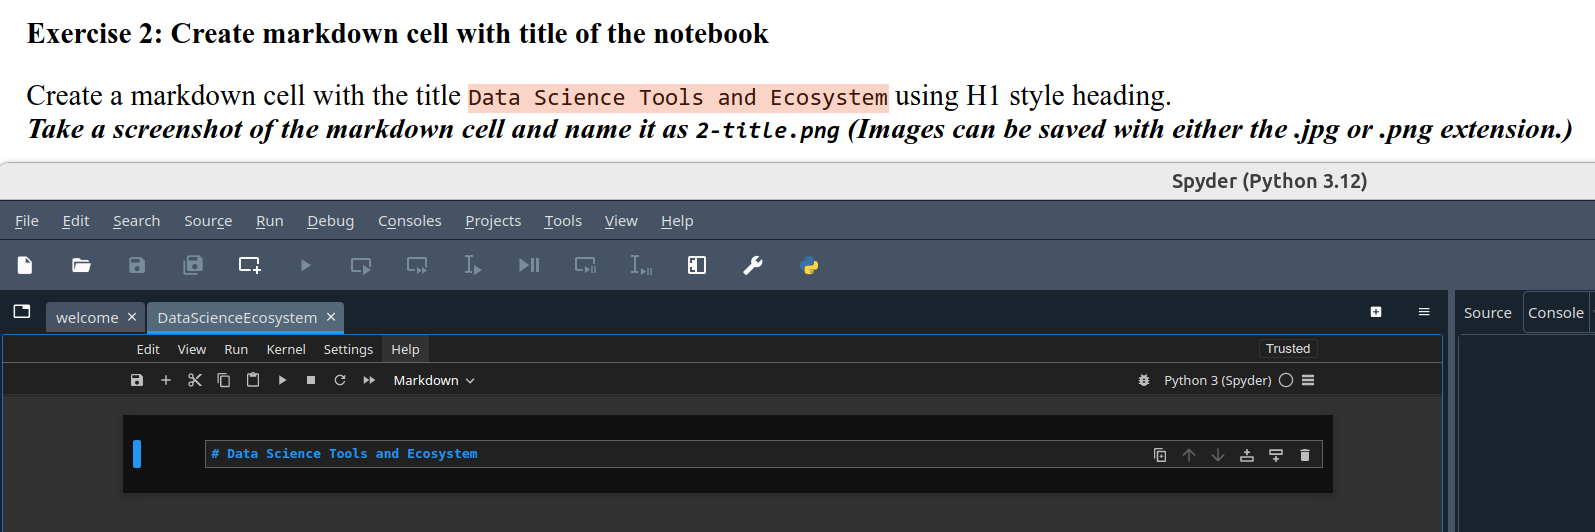 Exercise 2: Create markdown cell with title of the notebook
Create a markdown cell with the title Data Science Tools and Ecosystem using H1 style heading.
Take a screenshot of the markdown cell and name it as 2-title.png (Images can be saved with either the .jpg or .png extension.)
Spyder (Python 3.12)
File Edit Search Source Run Debug Consoles Projects Tools View Help
welcome × DataScienceEcosystem × Source Console
Edit View Run Kernel Settings Help Trusted
Markdown Python 3 (Spyder)
# Data Science Tools and Ecosystem